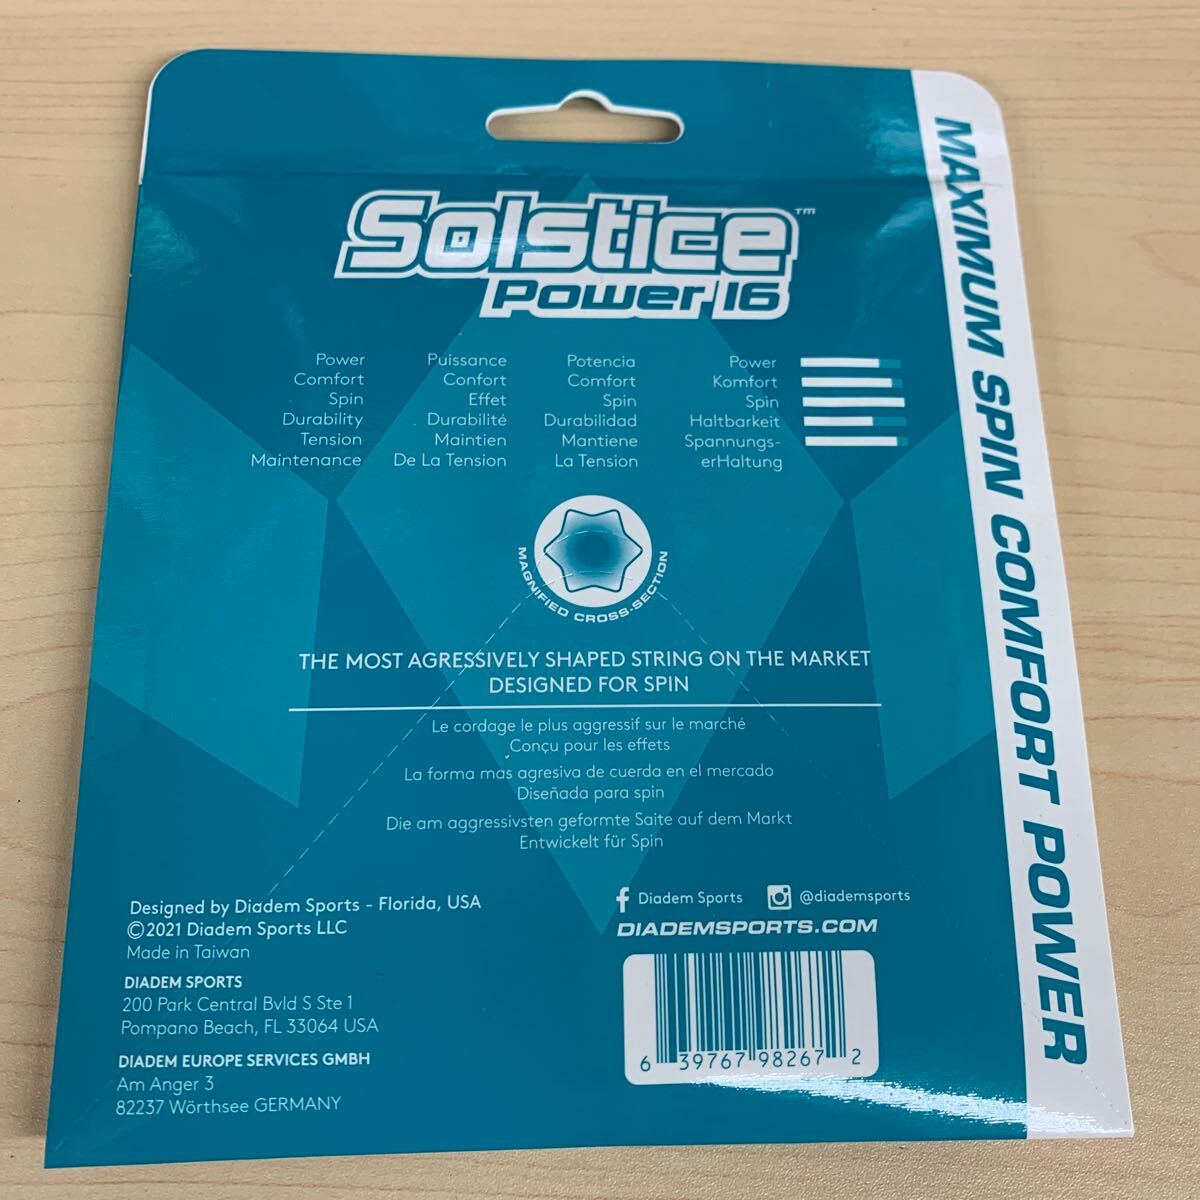 Solstice™
Power 16
Power
Comfort
Spin
Durability
Tension
Maintenance
Puissance
Confort
Effet
Durabilité
Maintien
De La Tension
Potencia
Comfort
Spin
Durabilidad
Mantiene
La Tension
Power
Komfort
Spin
Haltbarkeit
Spannungs-
erHaltung
MAGNIFIED CROSS-SECTION
THE MOST AGRESSIVELY SHAPED STRING ON THE MARKET
DESIGNED FOR SPIN
Le cordage le plus aggressif sur le marché
Conçu pour les effets
La forma mas agresiva de cuerda en el mercado
Diseñada para spin
Die am aggressivsten geformte Saite auf dem Markt
Entwickelt für Spin
Designed by Diadem Sports - Florida, USA
©2021 Diadem Sports LLC
Made in Taiwan
DIADEM SPORTS
200 Park Central Bvld S Ste 1
Pompano Beach, FL 33064 USA
DIADEM EUROPE SERVICES GMBH
Am Anger 3
82237 Wörthsee GERMANY
Diadem Sports @diademsports
DIADEMSPORTS.COM
6 39767 98267 2
MAXIMUM SPIN COMFORT POWER